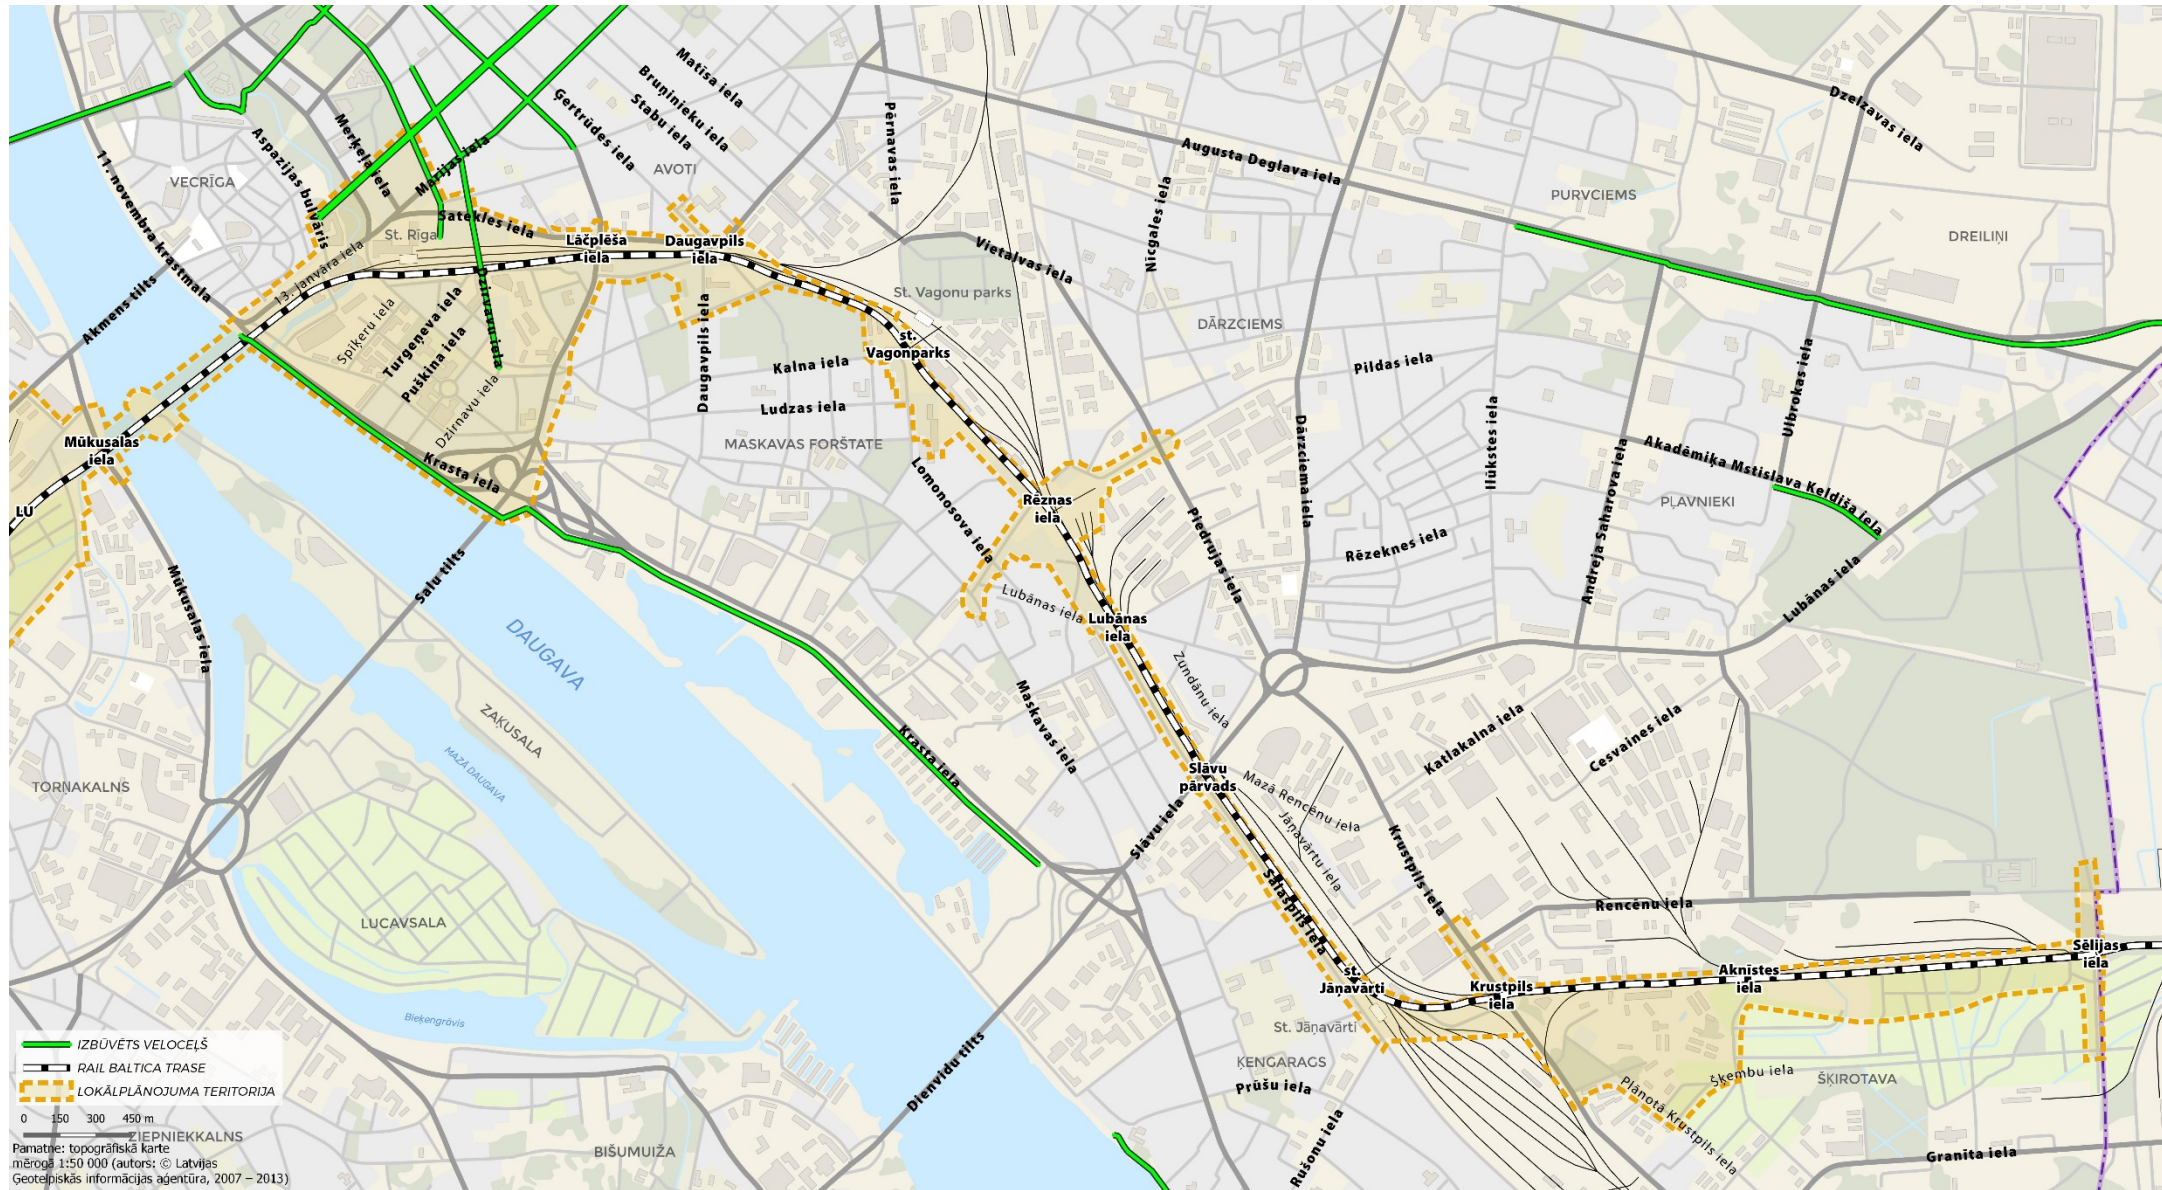 Matīsa iela
Bruņinieku iela
Stabu iela
Ģertrūdes iela
Pērnavas iela
Dzelzavas iela
Merķeļa iela
Marijas iela
Aspazijas bulvāris
11. novembra krastmala
VECRĪGA
AVOTI
Augusta Deglava iela
Nīcgales iela
PURVCIEMS
DREILIŅI
St. Rīga
Satekles iela
Lāčplēša
iela
Daugavpils
iela
Vietalvas iela
13. Janvāra iela
Akmens tilts
Dzirnavu iela
Spīķeru iela
Turgeņeva iela
Puškina iela
Dzirnavu iela
Daugavpils iela
St. Vagonu parks
st.
Vagonparks
DĀRZCIEMS
Kalna iela
Ludzas iela
MASKAVAS FORŠTATE
Pildas iela
Ilūkstes iela
Dārzciema iela
Ulbrokas iela
Andreja Saharova iela
Akadēmiķa Mstislava Keldiša iela
PĻAVNIEKI
Mūkusalas
iela
LU
Krasta iela
Lomonosova iela
Rēznas
iela
Piedrujas iela
Rēzeknes iela
Lubānas iela
Salu tilts
Mūkusalas iela
DAUGAVA
Lubānas iela
Lubānas
iela
Zundānu iela
ZAĶUSALA
MAZĀ DAUGAVA
Maskavas iela
Krasta iela
Katlakalna iela
Cesvaines iela
TORŅAKALNS
Slāvu
pārvads
Mazā Rencēnu iela
Jāņavārtu iela
Slāvu iela
Krustpils iela
Salaspils iela
Rencēnu iela
LUCAVSALA
Sēlijas
iela
Aknīstes
iela
st.
Jāņavārti
Krustpils
iela
St. Jāņavārti
Bieķengrāvis
Dienvidu tilts
ĶENGARAGS
Prūšu iela
Rušonu iela
Šķembu iela
ŠĶIROTAVA
Plānotā Krustpils iela
Granīta iela
BIŠUMUIŽA
ZIEPNIEKKALNS
IZBŪVĒTS VELOCEĻŠ
RAIL BALTICA TRASE
LOKĀLPLĀNOJUMA TERITORIJA
0 150 300 450 m
Pamatne: topogrāfiskā karte
mērogā 1:50 000 (autors: © Latvijas
Ģeotelpiskās informācijas aģentūra, 2007 – 2013)